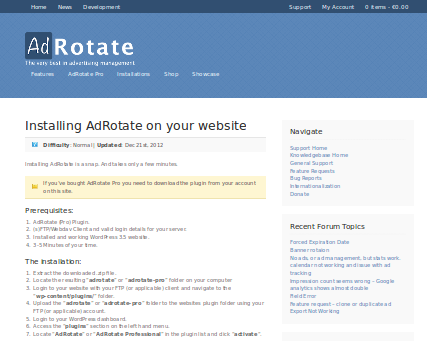 Home News Development Support My Account 0 items - €0.00
AdRotate
The very best in advertising management
Features AdRotate Pro Installations Shop Showcase
Installing AdRotate on your website
Difficulty: Normal | Updated: Dec 21st, 2012
Installing AdRotate is a snap. And takes only a few minutes.
If you've bought AdRotate Pro you need to download the plugin from your account
on this site.
Prerequisites:
1. AdRotate (Pro) Plugin.
2. (s)FTP/Webdav Client and valid login details for your server.
3. Installed and working WordPress 3.5 website.
4. 3-5 Minutes of your time.
The installation:
1. Extract the downloaded .zip file.
2. Locate the resulting "adrotate" or "adrotate-pro" folder on your computer
3. Login to your website with your FTP (or applicable) client and navigate to the
"wp-content/plugins/" folder.
4. Upload the "adrotate" or "adrotate-pro" folder to the websites plugin folder using your
FTP (or applicable) account.
5. Login to your WordPress dashboard.
6. Access the "plugins" section on the left hand menu.
7. Locate "AdRotate" or "AdRotate Professional" in the plugin list and click "activate".
Navigate
Support Home
Knowledgebase Home
General Support
Feature Requests
Bug Reports
Internationalization
Donate
Recent Forum Topics
Forced Expiration Date
Banner rotation
No ads, or ad management, but stats work.
calendar not working and issue with ad
tracking
Impression count seems wrong – Google
analytics shows almost double
Field Error
Feature request – clone or duplicate ad
Export Not Working